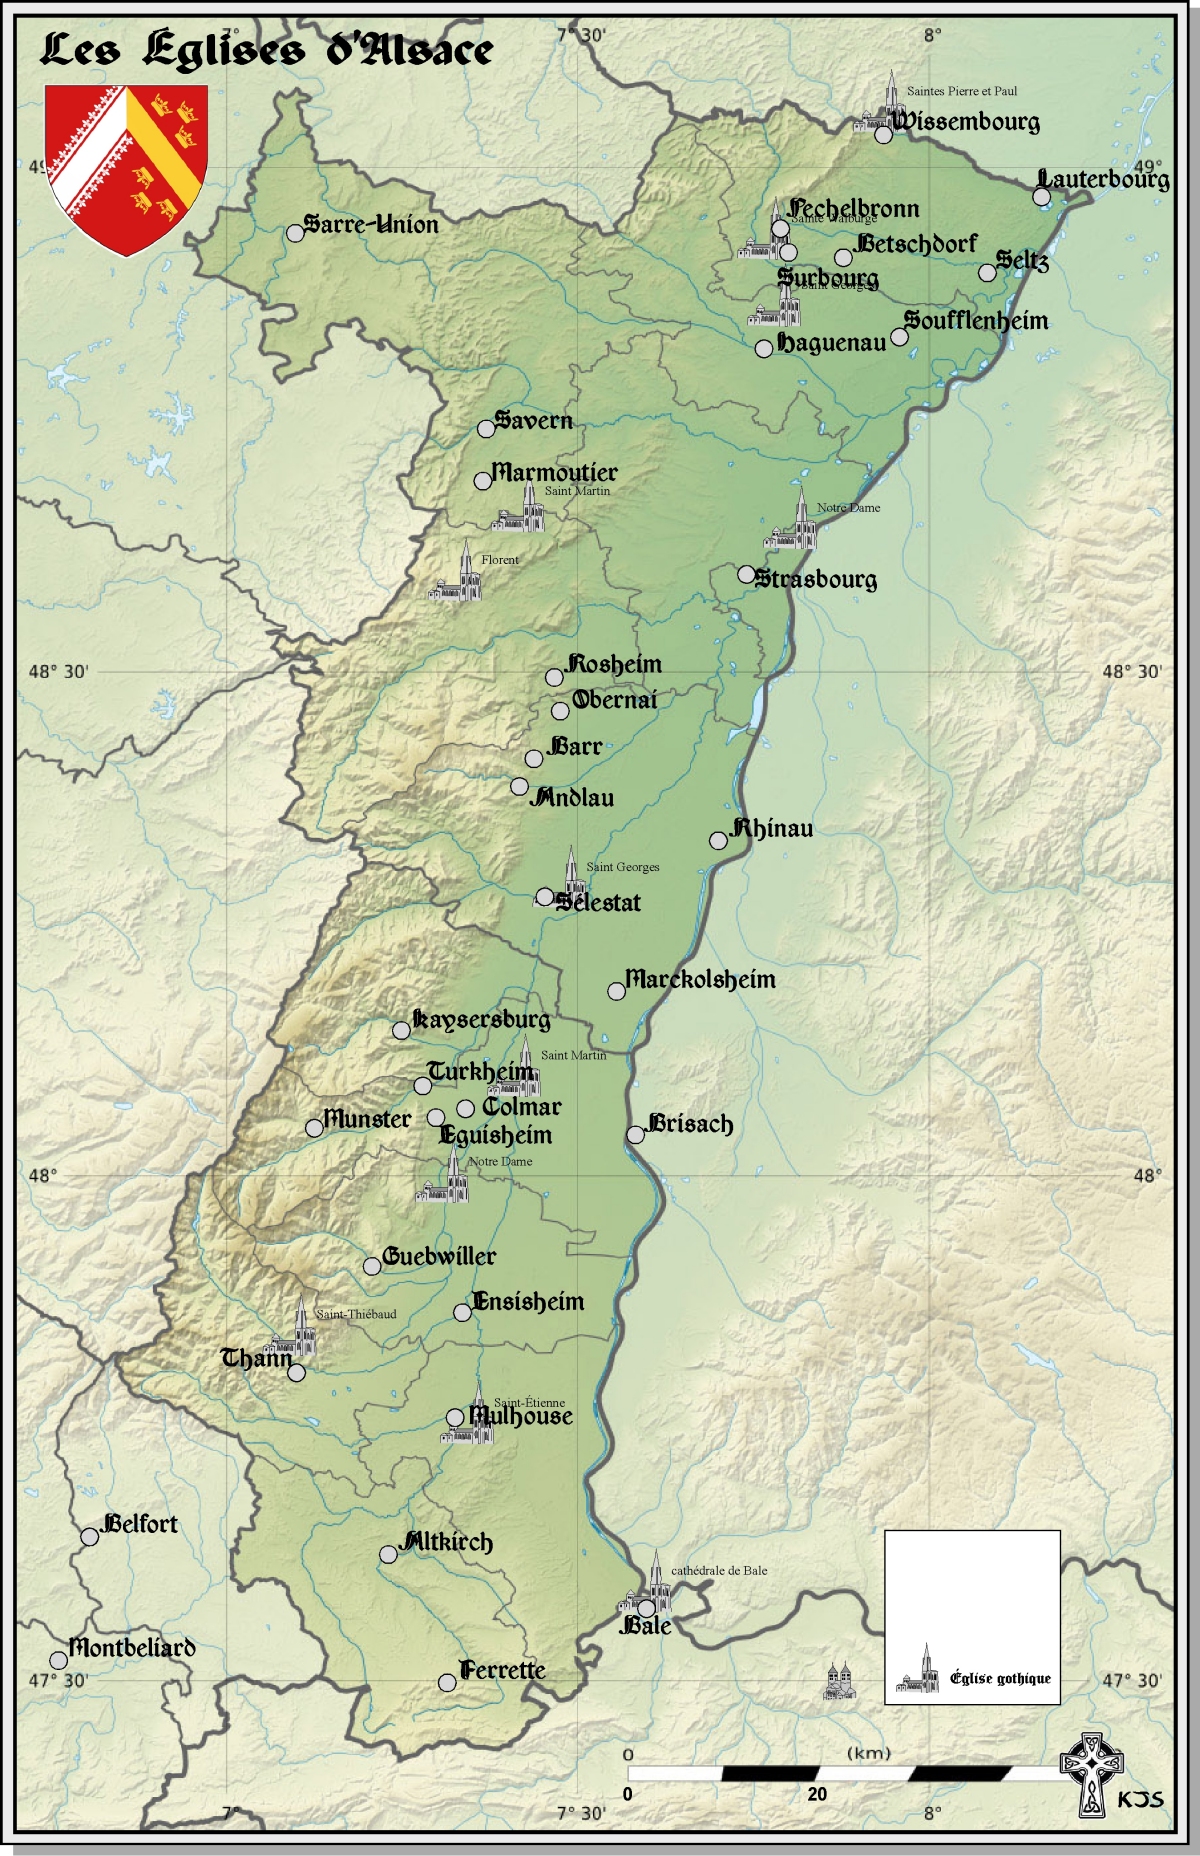 Les Églises d'Alsace
7°
7° 30'
8°
Saintes Pierre et Paul
Wissembourg
49°
49°
Lauterbourg
Pechelbronn
Sainte Walburge
Sarre-Union
Betschdorf
Seltz
Surbourg
Saint Georges
Soufflenheim
Haguenau
Savern
Marmoutier
Saint Martin
Notre Dame
Florent
Strasbourg
Rosheim
48° 30'
48° 30'
Obernai
Barr
Andlau
Rhinau
Saint Georges
Sélestat
Marckolsheim
Kaysersburg
Saint Martin
Turkheim
Colmar
Munster
Brisach
Eguisheim
Notre Dame
48°
48°
Guebwiller
Ensisheim
Saint-Thiébaud
Thann
Saint-Étienne
Mulhouse
Belfort
Altkirch
cathédrale de Bale
Bale
Montbeliard
Ferrette
47° 30'
47° 30'
Église gothique
0
(km)
0
20
KJS
7°
7° 30'
8°